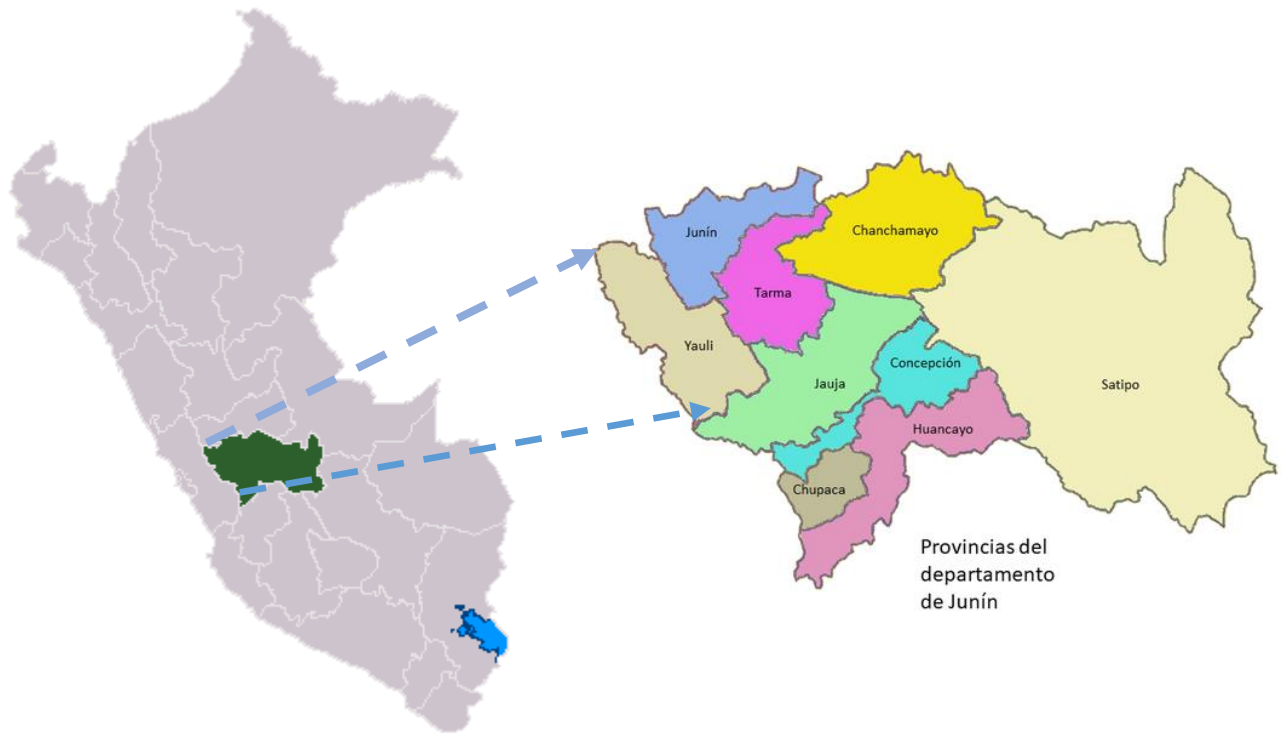 Junín
Chanchamayo
Tarma
Yauli
Concepción
Jauja
Satipo
Huancayo
Chupaca
Provincias del
departamento
de Junín